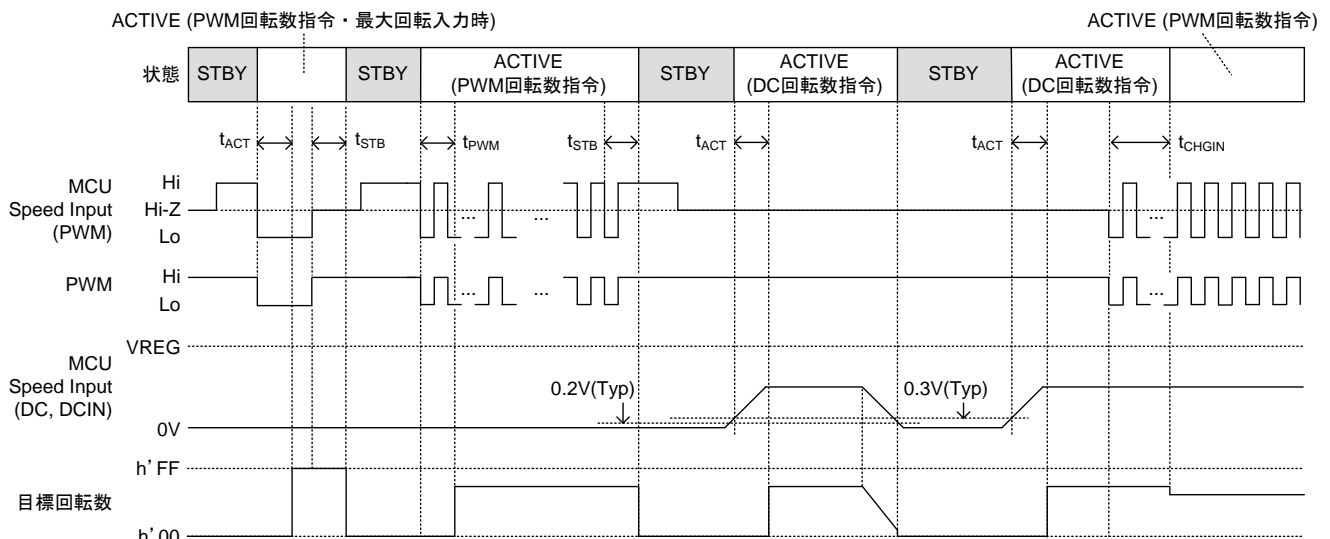 ACTIVE (PWM回転数指令・最大回転入力時)
ACTIVE (PWM回転数指令)
状態 STBY STBY ACTIVE (PWM回転数指令) STBY ACTIVE (DC回転数指令) STBY ACTIVE (DC回転数指令)
tACT tSTB tPWM tSTB tACT tACT tCHGIN
MCU
Speed Input
(PWM)
Hi
Hi-Z
Lo
... ... ...
PWM
Hi
Lo
... ... ...
VREG
MCU
Speed Input
(DC, DCIN)
0.2V(Typ) 0.3V(Typ)
0V
h'FF
目標回転数
h'00